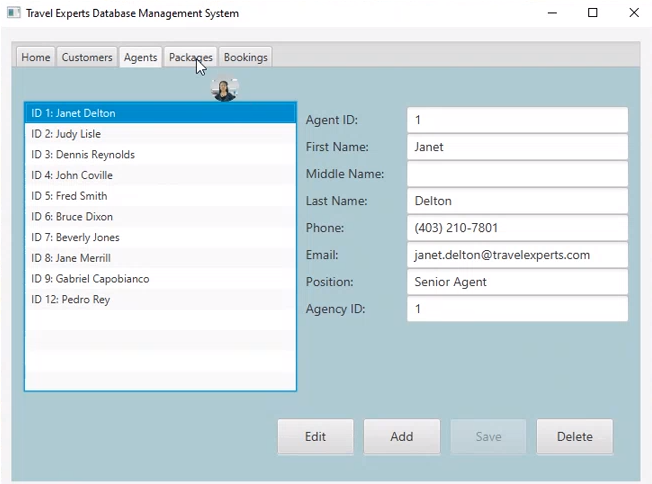 Travel Experts Database Management System
Home Customers Agents Packages Bookings
ID 1: Janet Delton
ID 2: Judy Lisle
ID 3: Dennis Reynolds
ID 4: John Coville
ID 5: Fred Smith
ID 6: Bruce Dixon
ID 7: Beverly Jones
ID 8: Jane Merrill
ID 9: Gabriel Capobianco
ID 12: Pedro Rey
Agent ID: 1
First Name: Janet
Middle Name:
Last Name: Delton
Phone: (403) 210-7801
Email: janet.delton@travelexperts.com
Position: Senior Agent
Agency ID: 1
Edit Add Save Delete